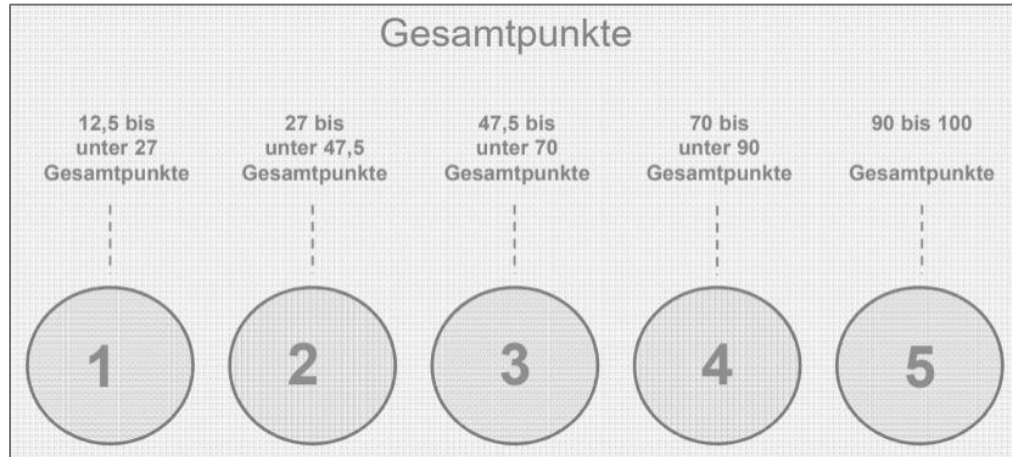 Gesamtpunkte
12,5 bis
unter 27
Gesamtpunkte
27 bis
unter 47,5
Gesamtpunkte
47,5 bis
unter 70
Gesamtpunkte
70 bis
unter 90
Gesamtpunkte
90 bis 100
Gesamtpunkte
1
2
3
4
5